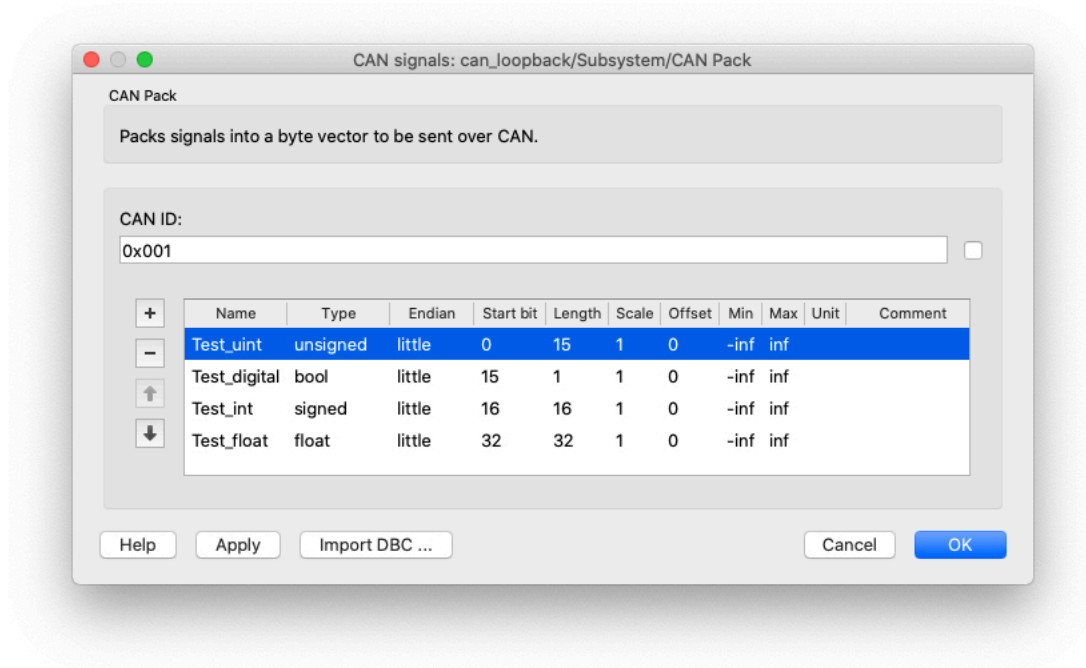 CAN signals: can_loopback/Subsystem/CAN Pack
CAN Pack
Packs signals into a byte vector to be sent over CAN.
CAN ID:
0x001
+
−
Name Type Endian Start bit Length Scale Offset Min Max Unit Comment
Test_uint unsigned little 0 15 1 0 -inf inf
Test_digital bool little 15 1 1 0 -inf inf
Test_int signed little 16 16 1 0 -inf inf
Test_float float little 32 32 1 0 -inf inf
Help Apply Import DBC ... Cancel OK